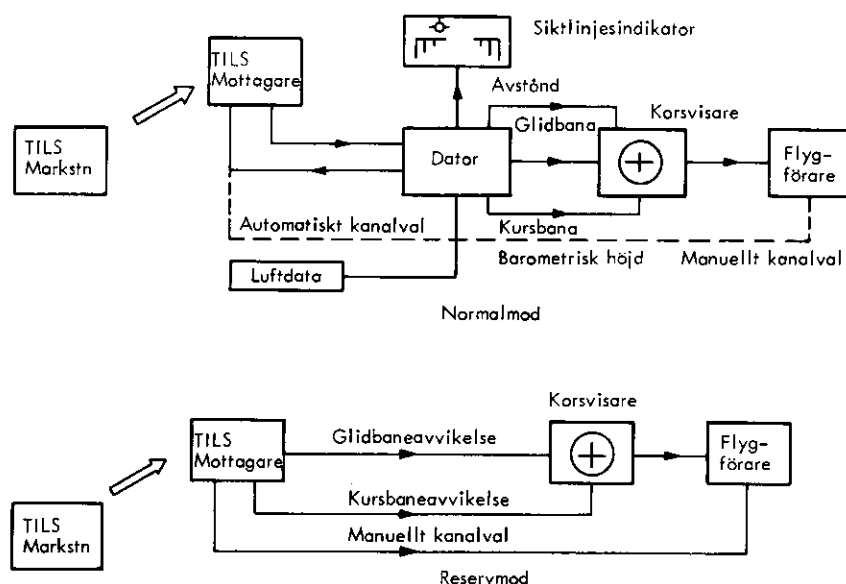 Siktlinjesindikator
TILS
Mottagare
TILS
Markstn
Avstånd
Glidbana
Korsvisare
Dator
Flyg-
förare
Kursbana
Automatiskt kanalval
Barometrisk höjd
Manuellt kanalval
Luftdata
Normalmod
Korsvisare
TILS
Mottagare
Glidbaneavvikelse
Flyg-
förare
Kursbaneavvikelse
TILS
Markstn
Manuellt kanalval
Reservmod